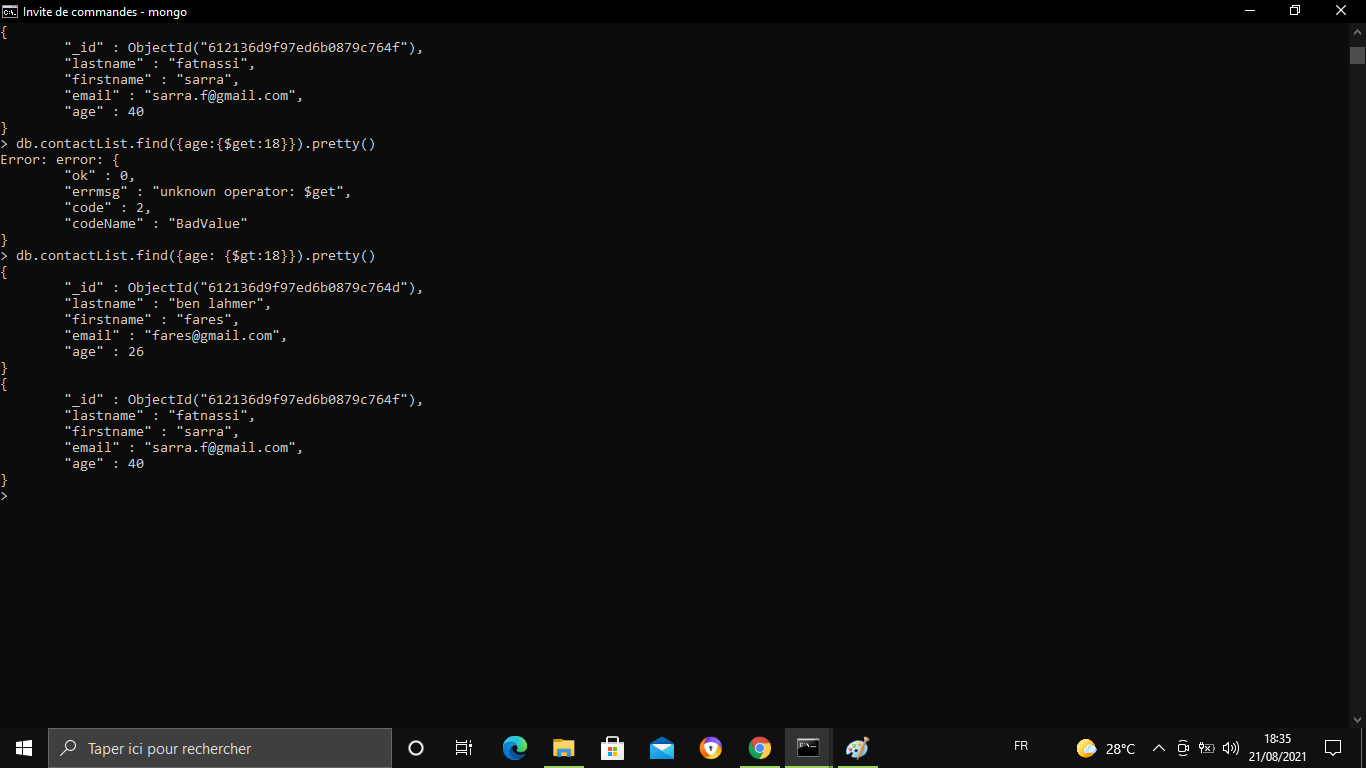 Invite de commandes - mongo
{
        "_id" : ObjectId("612136d9f97ed6b0879c764f"),
        "lastname" : "fatnassi",
        "firstname" : "sarra",
        "email" : "sarra.f@gmail.com",
        "age" : 40
}
> db.contactList.find({age:{$get:18}}).pretty()
Error: error: {
        "ok" : 0,
        "errmsg" : "unknown operator: $get",
        "code" : 2,
        "codeName" : "BadValue"
}
> db.contactList.find({age: {$gt:18}}).pretty()
{
        "_id" : ObjectId("612136d9f97ed6b0879c764d"),
        "lastname" : "ben lahmer",
        "firstname" : "fares",
        "email" : "fares@gmail.com",
        "age" : 26
}
{
        "_id" : ObjectId("612136d9f97ed6b0879c764f"),
        "lastname" : "fatnassi",
        "firstname" : "sarra",
        "email" : "sarra.f@gmail.com",
        "age" : 40
}
>
Taper ici pour rechercher
FR
28°C
18:35
21/08/2021